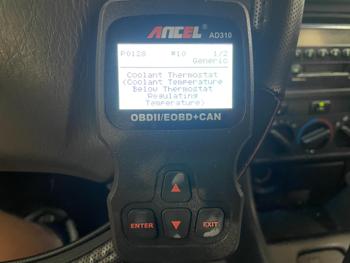 ANCEL
AD310
P0128 #10 1/2
Generic
Coolant Thermostat
(Coolant Temperature
Below Thermostat
Regulating
Temperature)
OBDII/EOBD+CAN
ENTER
EXIT